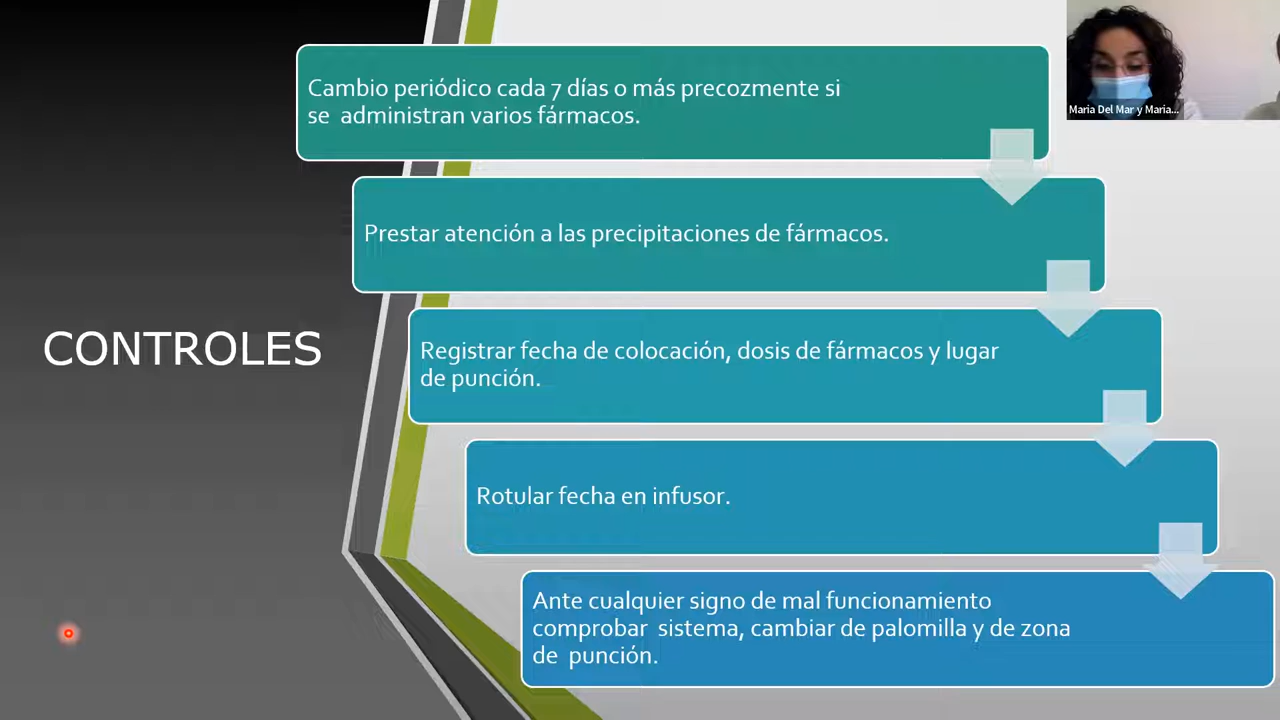 Cambio periódico cada 7 días o más precozmente si
se administran varios fármacos.
Maria Del Mar y Maria...
Prestar atención a las precipitaciones de fármacos.
CONTROLES
Registrar fecha de colocación, dosis de fármacos y lugar
de punción.
Rotular fecha en infusor.
Ante cualquier signo de mal funcionamiento
comprobar sistema, cambiar de palomilla y de zona
de punción.